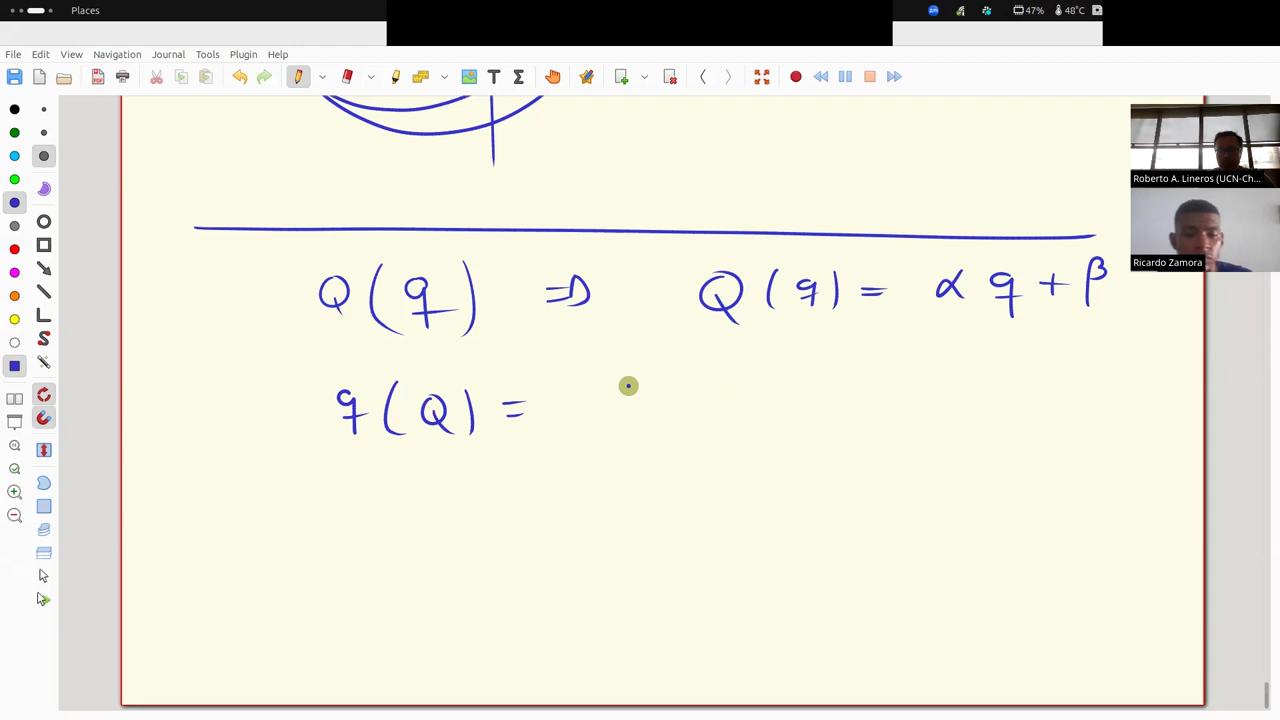 Places
47%
48°C
File Edit View Navigation Journal Tools Plugin Help
Roberto A. Lineros (UCN-Ch...
Ricardo Zamora
Q(q) ⇒ Q(q) = α q + β
q(Q) =